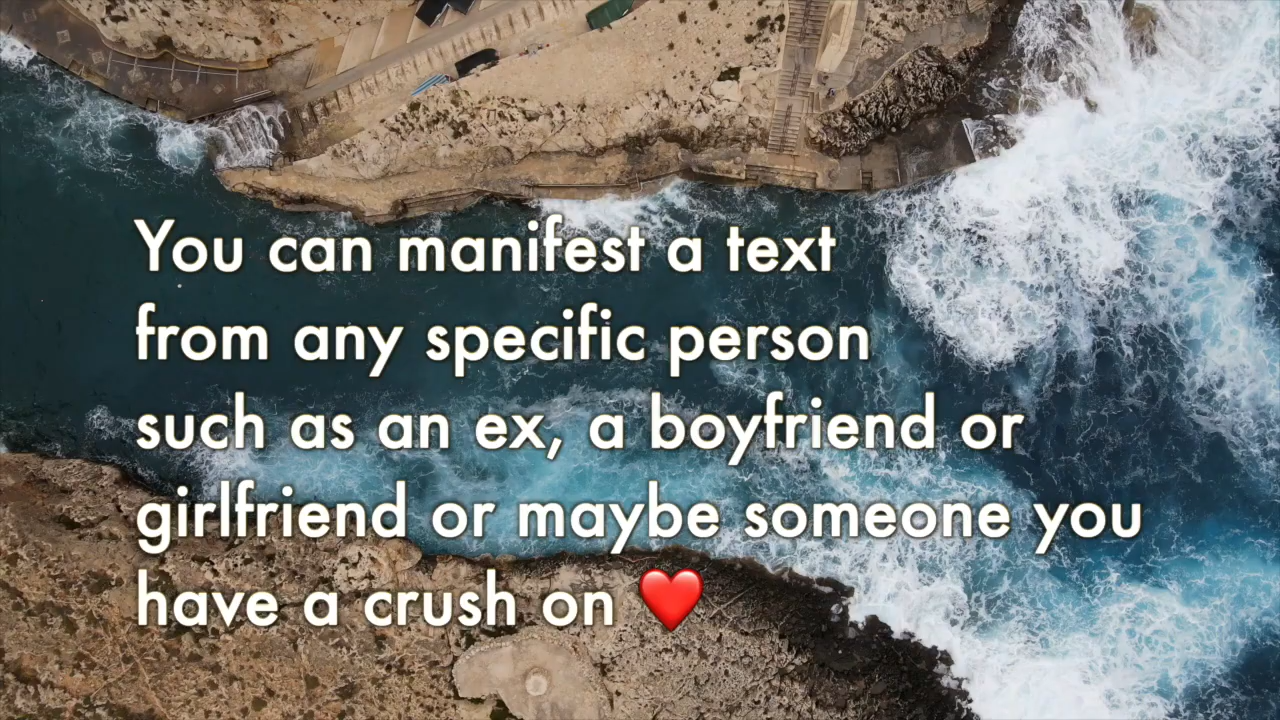 You can manifest a text
from any specific person
such as an ex, a boyfriend or
girlfriend or maybe someone you
have a crush on ❤️